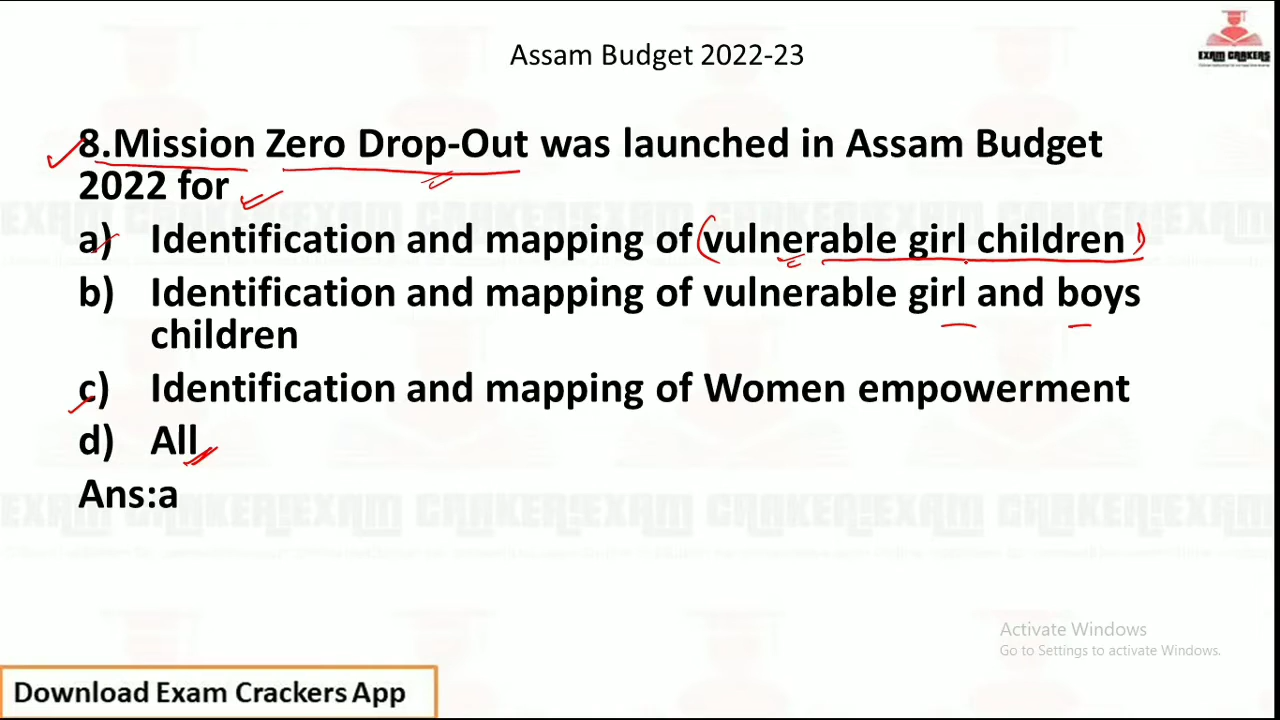 Assam Budget 2022-23
EXAM CRAKERS
8.Mission Zero Drop-Out was launched in Assam Budget
2022 for
a) Identification and mapping of vulnerable girl children
b) Identification and mapping of vulnerable girl and boys
children
c) Identification and mapping of Women empowerment
d) All
Ans:a
Activate Windows
Go to Settings to activate Windows.
Download Exam Crackers App